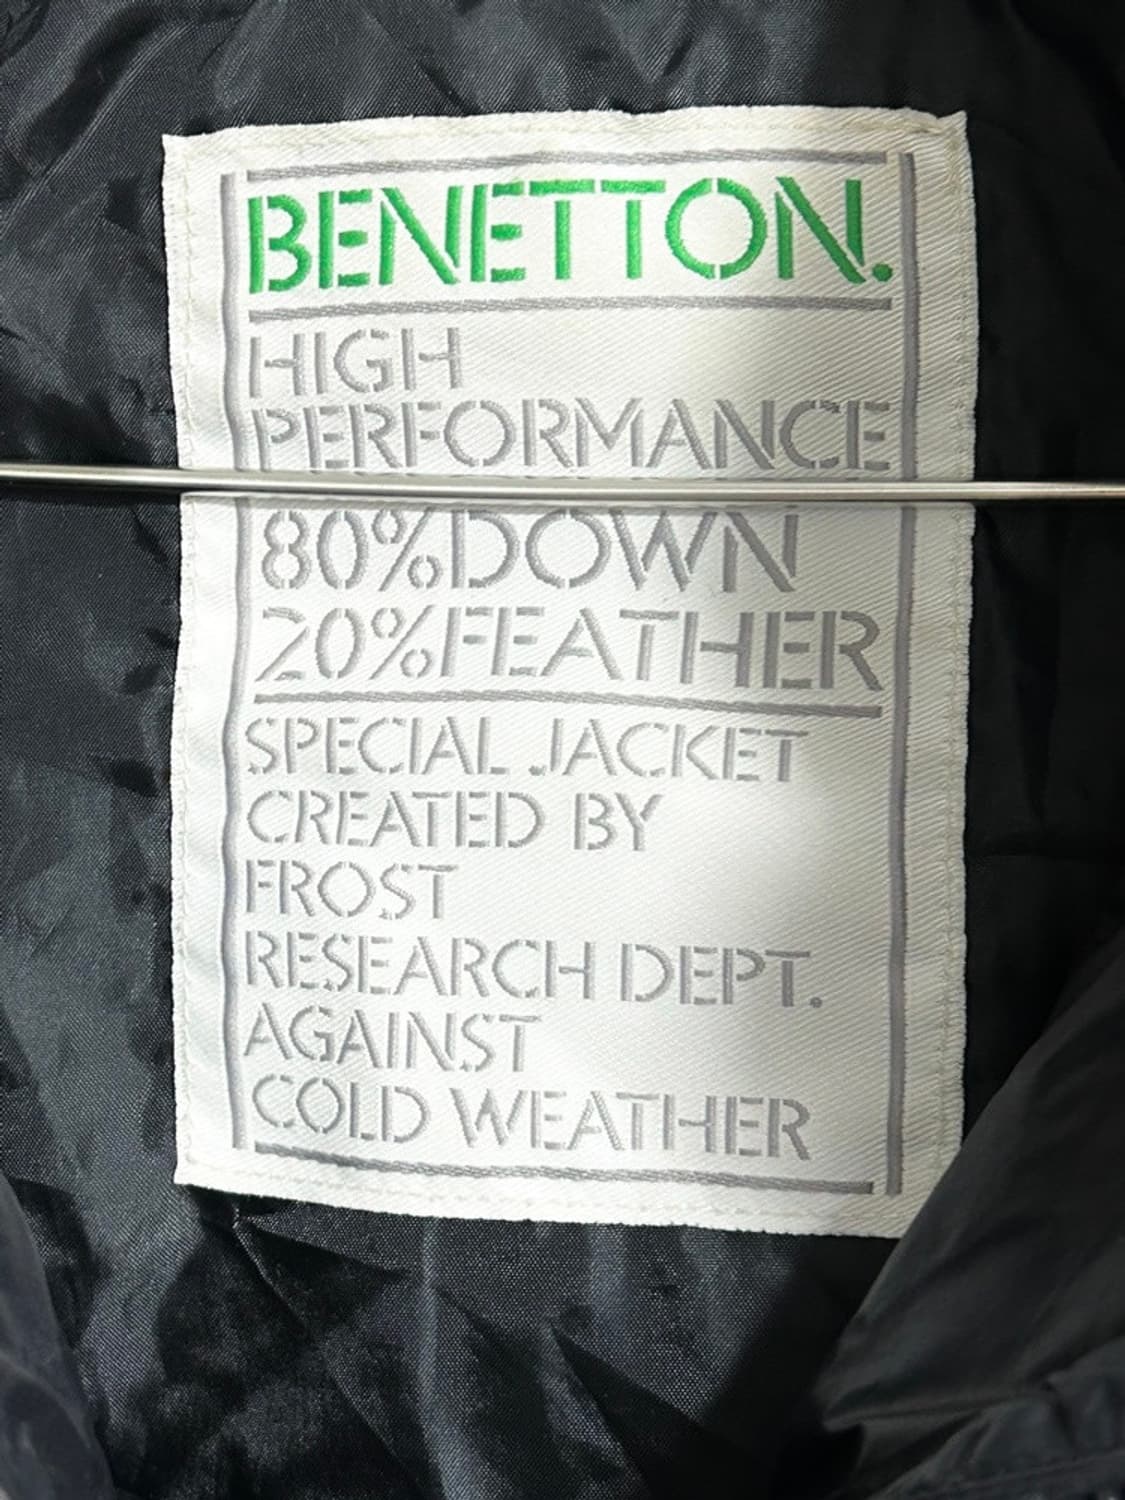 BENETTON.
HIGH
PERFORMANCE
80%DOWN
20%FEATHER
SPECIAL JACKET
CREATED BY
FROST
RESEARCH DEPT.
AGAINST
COLD WEATHER